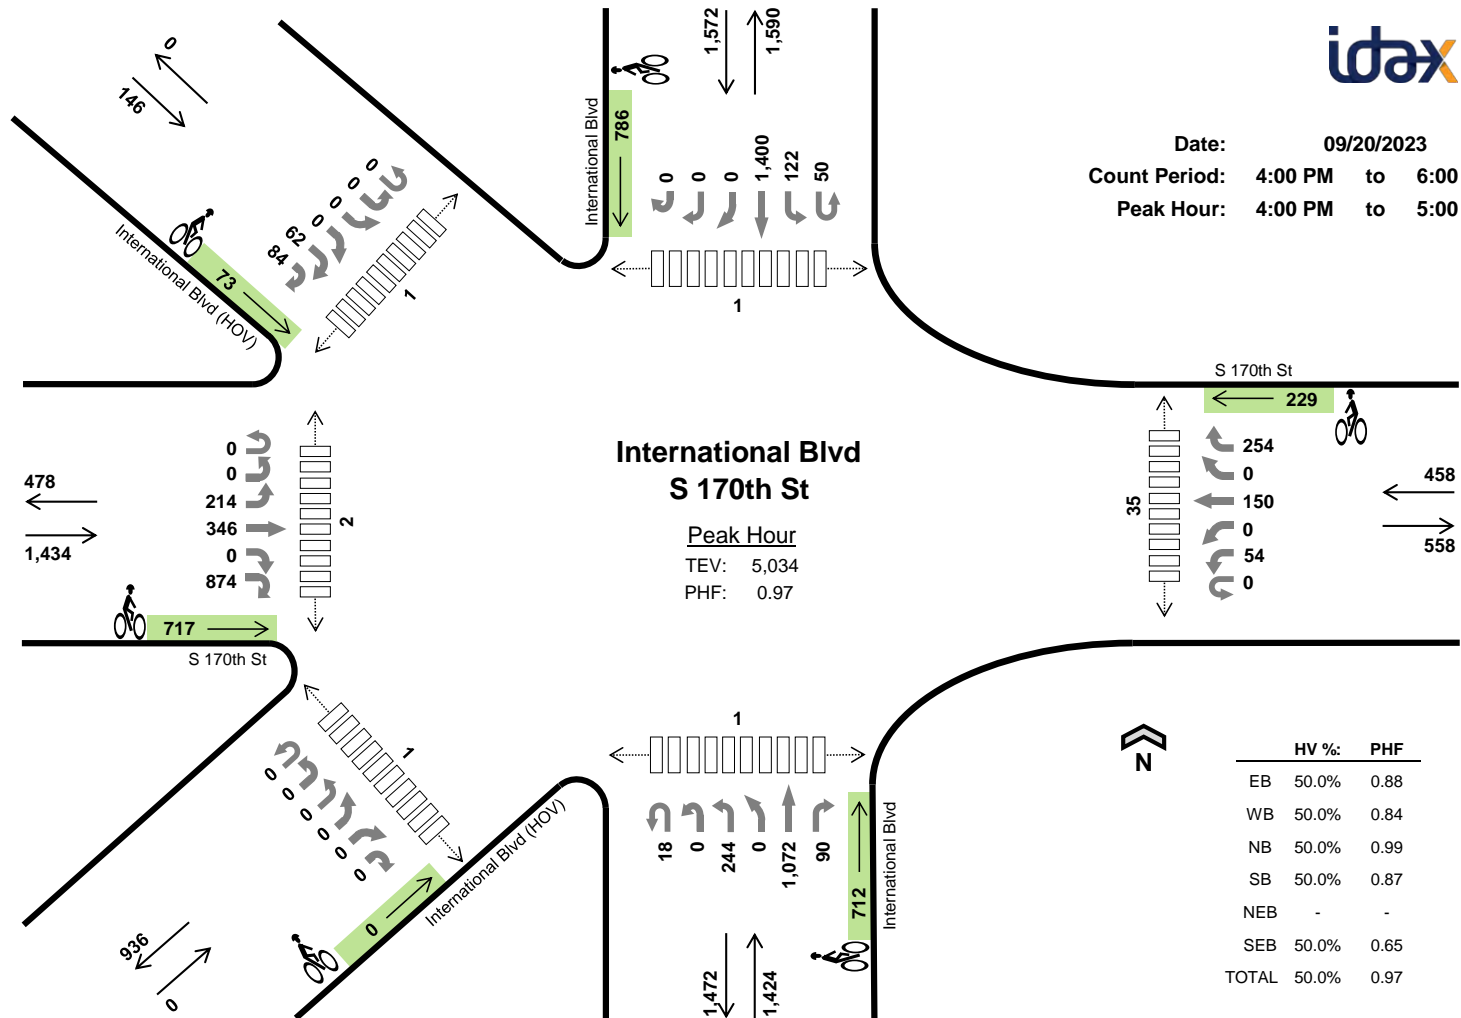 idax
Date: 09/20/2023
Count Period: 4:00 PM to 6:00
Peak Hour: 4:00 PM to 5:00
0
146
0
0
0
0
62
84
73
International Blvd (HOV)
1
1,572
1,590
International Blvd
786
0
0
0
1,400
122
50
1
S 170th St
229
254
0
150
0
54
0
35
458
558
478
1,434
0
0
214
346
0
874
2
717
S 170th St
International Blvd
S 170th St
Peak Hour
TEV: 5,034
PHF: 0.97
1
0
0
0
0
0
0
0
International Blvd (HOV)
936
0
1
18
0
244
0
1,072
90
712
International Blvd
1,472
1,424
N
HV %: PHF
EB 50.0% 0.88
WB 50.0% 0.84
NB 50.0% 0.99
SB 50.0% 0.87
NEB - -
SEB 50.0% 0.65
TOTAL 50.0% 0.97